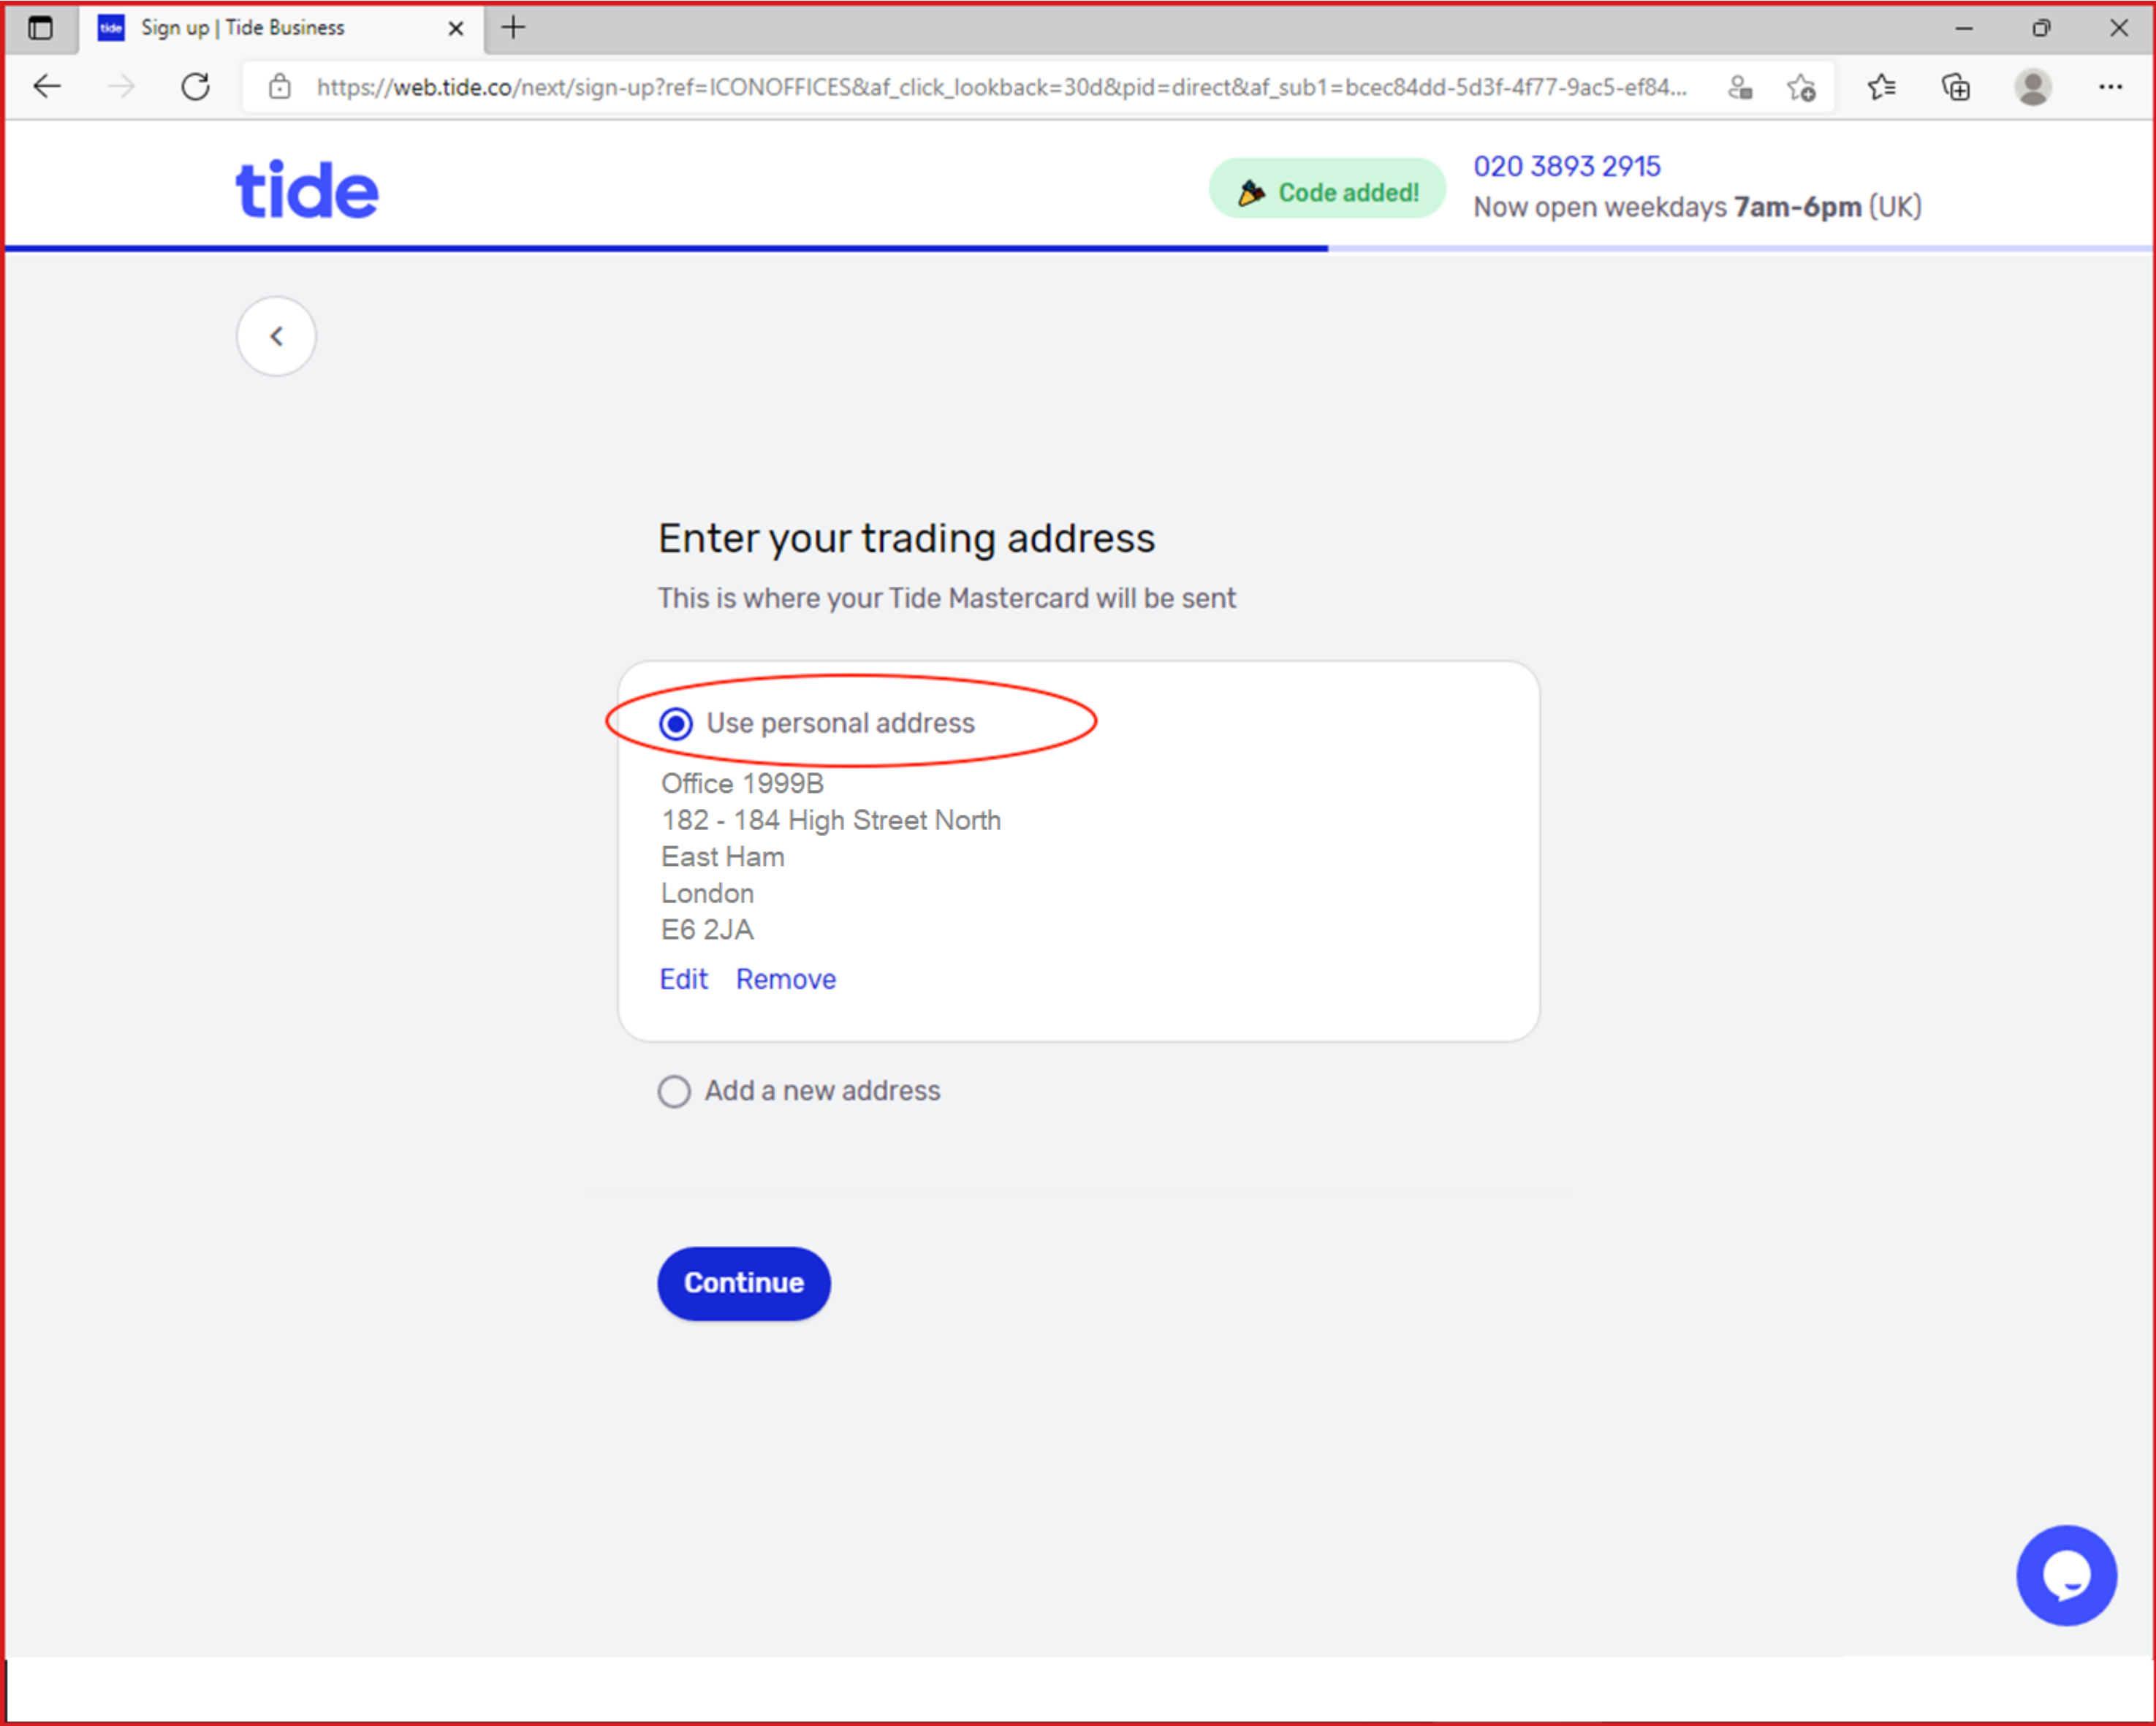 tide Sign up | Tide Business
https://web.tide.co/next/sign-up?ref=ICONOFFICES&af_click_lookback=30d&pid=direct&af_sub1=bcec84dd-5d3f-4f77-9ac5-ef84...
tide
Code added!
020 3893 2915
Now open weekdays 7am-6pm (UK)
Enter your trading address
This is where your Tide Mastercard will be sent
Use personal address
Office 1999B
182 - 184 High Street North
East Ham
London
E6 2JA
Edit Remove
Add a new address
Continue